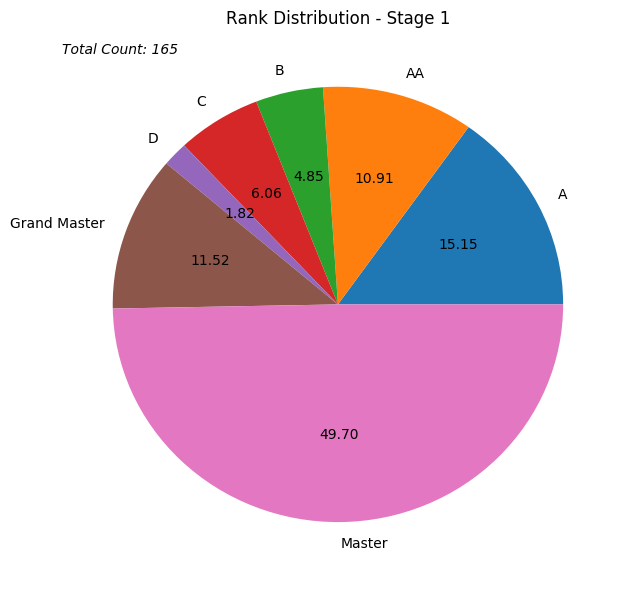 Rank Distribution - Stage 1
Total Count: 165
B
AA
C
D
A
4.85
10.91
6.06
1.82
Grand Master
15.15
11.52
49.70
Master